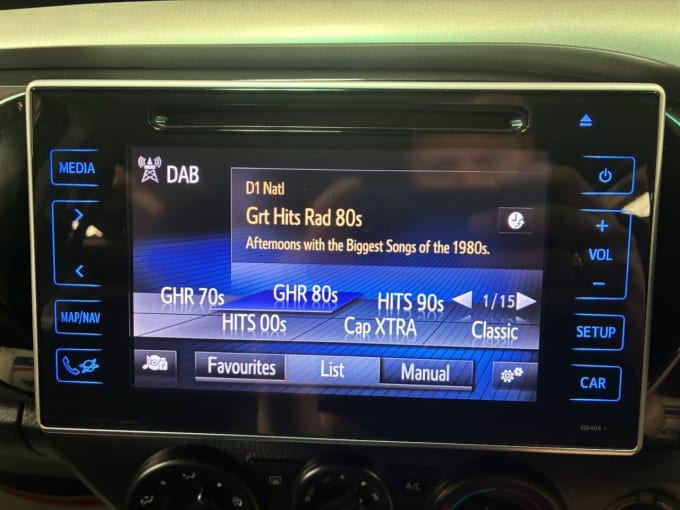 MEDIA
DAB
D1 Natl
Grt Hits Rad 80s
Afternoons with the Biggest Songs of the 1980s.
VOL
GHR 70s GHR 80s HITS 90s 1/15
MAP/NAV
HITS 00s Cap XTRA Classic
SETUP
Favourites List Manual
CAR
100404
A/C